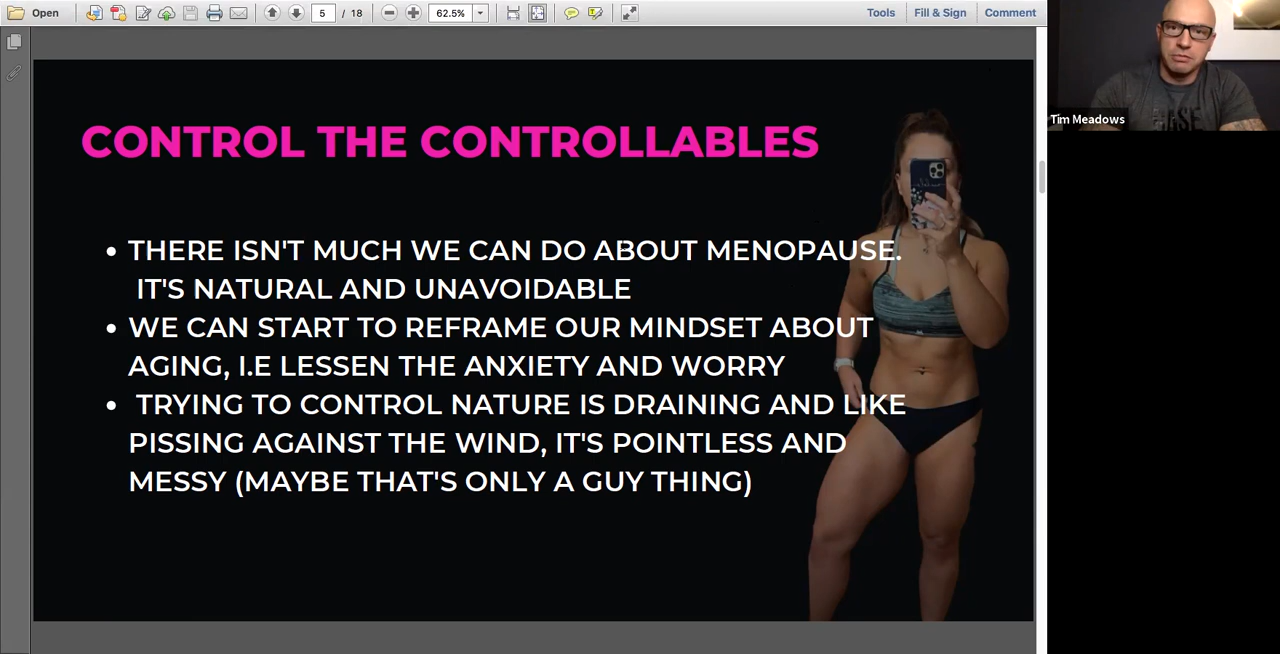 Open
5 / 18
62.5%
Tools
Fill & Sign
Comment
Tim Meadows
CONTROL THE CONTROLLABLES
• THERE ISN'T MUCH WE CAN DO ABOUT MENOPAUSE.
IT'S NATURAL AND UNAVOIDABLE
• WE CAN START TO REFRAME OUR MINDSET ABOUT
AGING, I.E LESSEN THE ANXIETY AND WORRY
• TRYING TO CONTROL NATURE IS DRAINING AND LIKE
PISSING AGAINST THE WIND, IT'S POINTLESS AND
MESSY (MAYBE THAT'S ONLY A GUY THING)